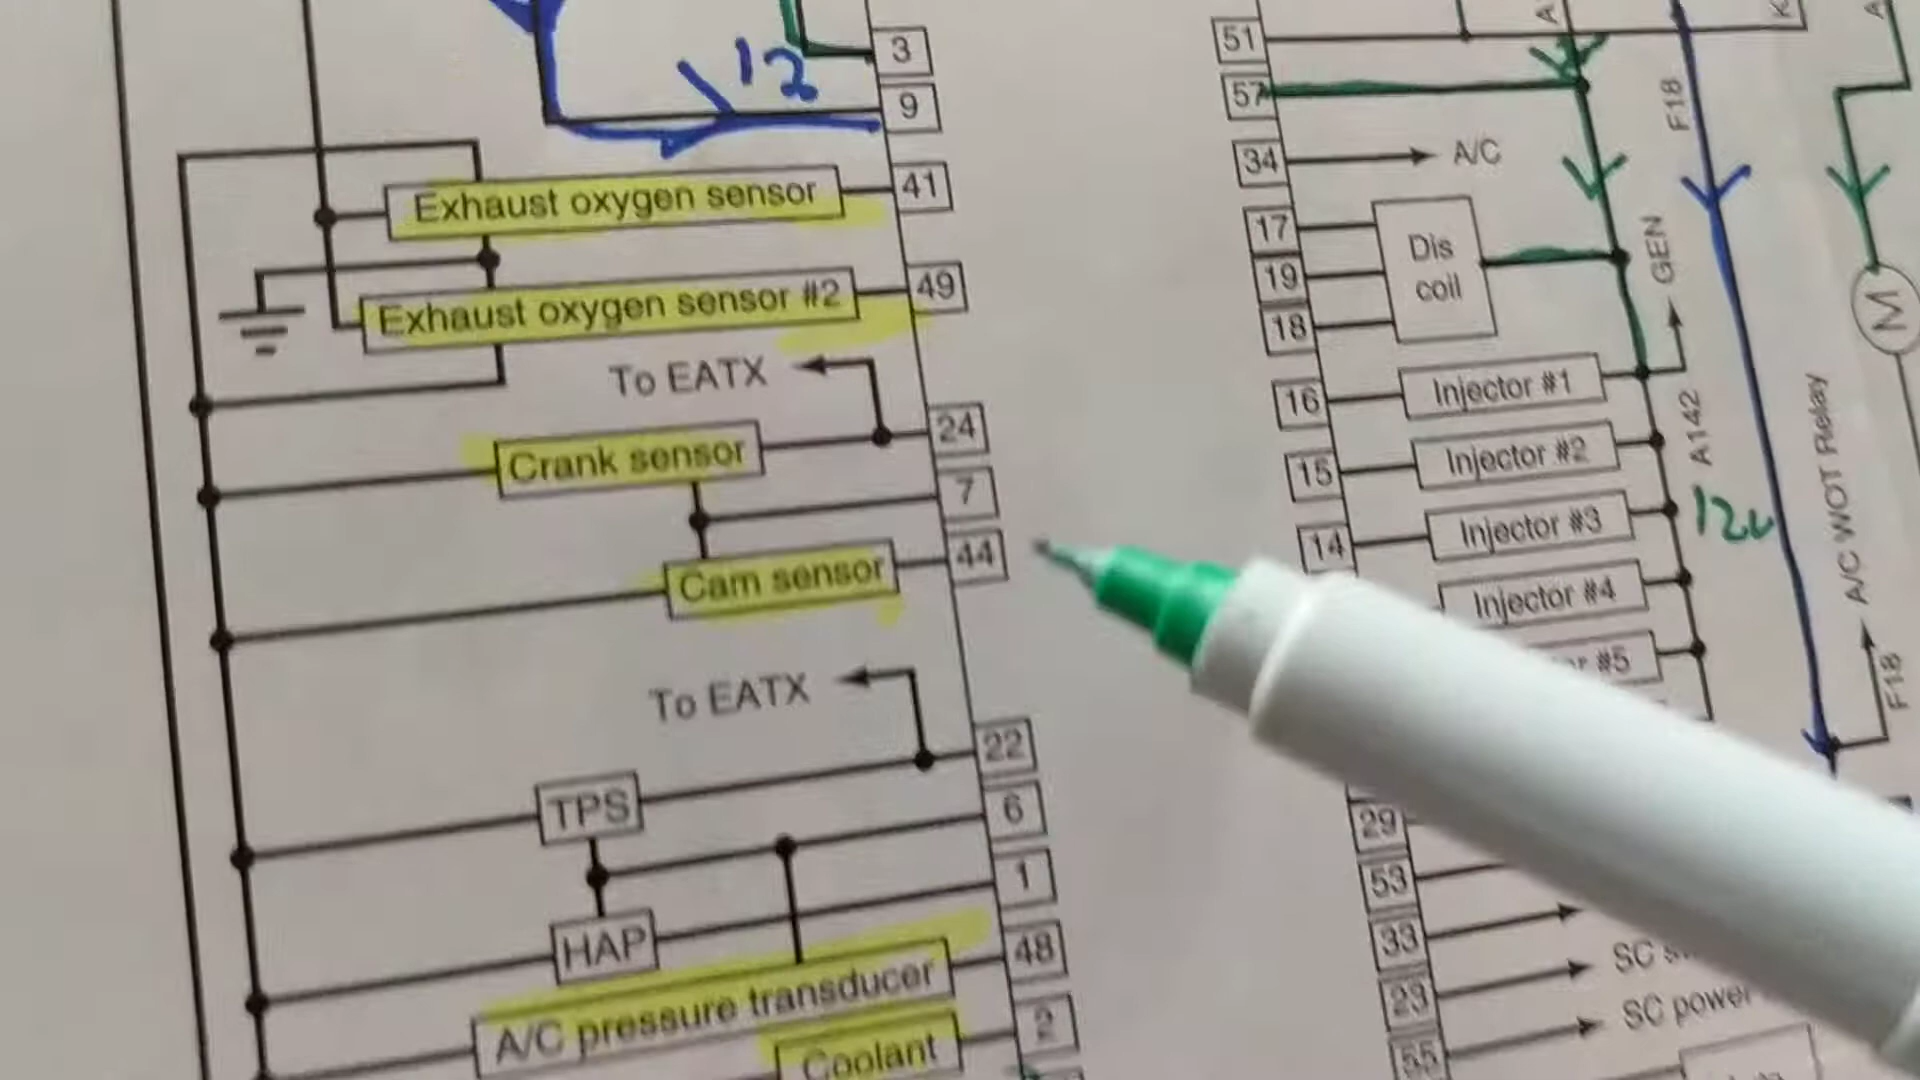 3
12
9
Exhaust oxygen sensor
41
Exhaust oxygen sensor #2
49
To EATX
24
Crank sensor
7
Cam sensor
44
To EATX
22
TPS
6
1
HAP
48
A/C pressure transducer
2
Coolant
51
57
34
A/C
17
19
18
Dis
coil
16
Injector #1
15
Injector #2
14
Injector #3
Injector #4
#5
29
53
33
SC
23
SC power
55
A
K
A
F18
GEN
A142
12v
A/C WOT Relay
F18
M